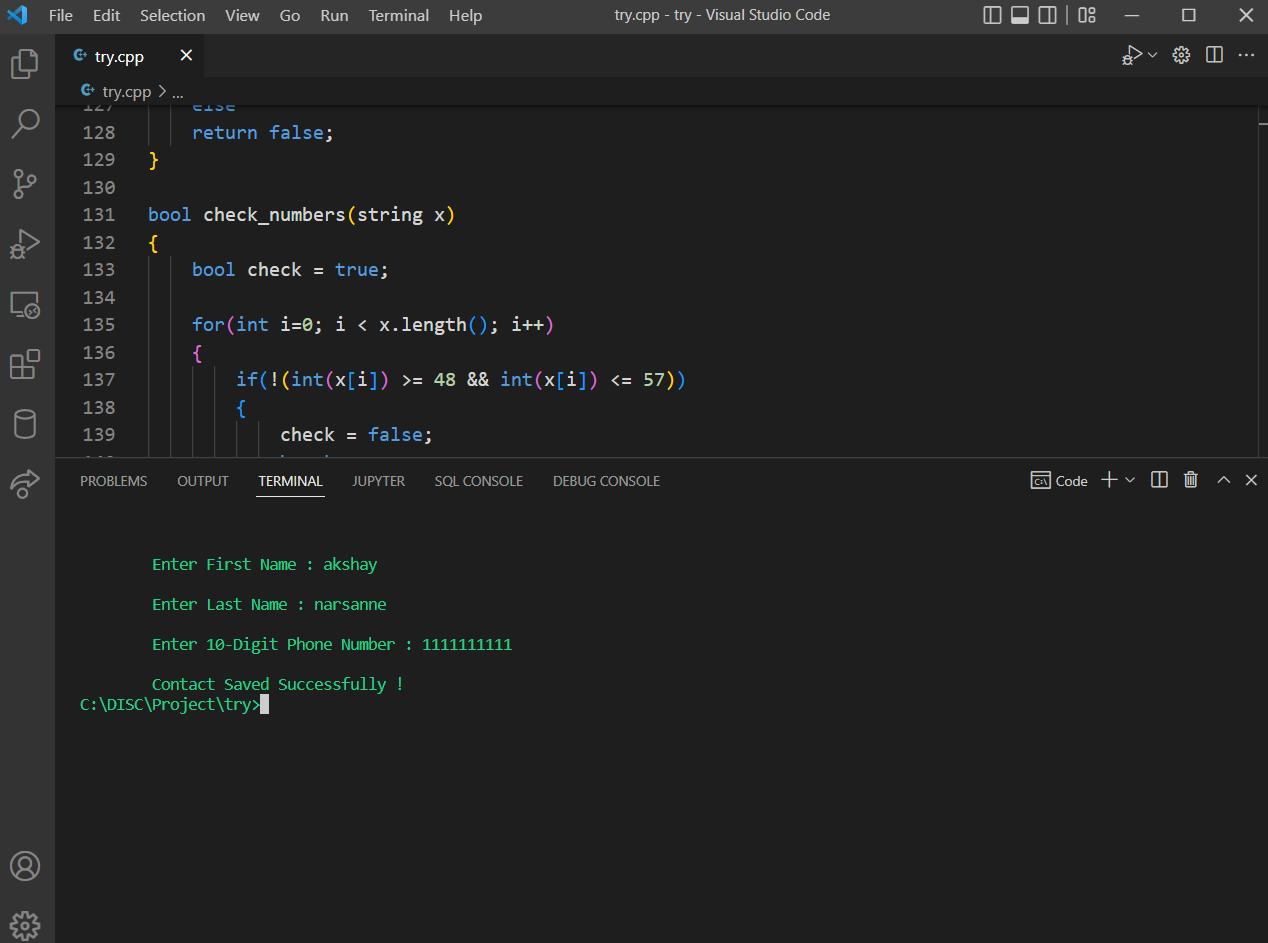 File Edit Selection View Go Run Terminal Help try.cpp - try - Visual Studio Code
try.cpp
try.cpp > ...
127 else
128 return false;
129 }
130
131 bool check_numbers(string x)
132 {
133 bool check = true;
134
135 for(int i=0; i < x.length(); i++)
136 {
137 if(!(int(x[i]) >= 48 && int(x[i]) <= 57))
138 {
139 check = false;
PROBLEMS OUTPUT TERMINAL JUPYTER SQL CONSOLE DEBUG CONSOLE Code
Enter First Name : akshay
Enter Last Name : narsanne
Enter 10-Digit Phone Number : 1111111111
Contact Saved Successfully !
C:\DISC\Project\try>